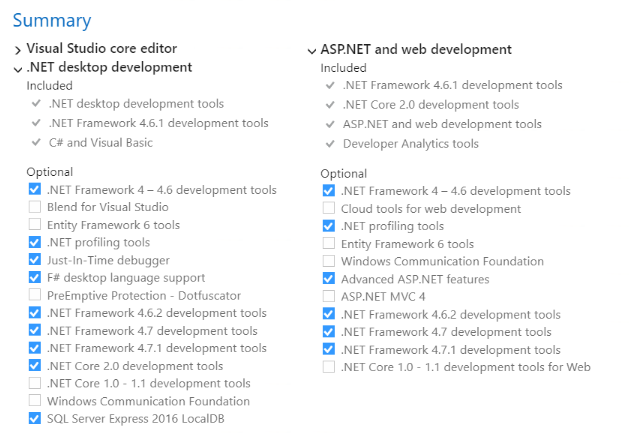 Summary
Visual Studio core editor
.NET desktop development
Included
.NET desktop development tools
.NET Framework 4.6.1 development tools
C# and Visual Basic
Optional
.NET Framework 4 – 4.6 development tools
Blend for Visual Studio
Entity Framework 6 tools
.NET profiling tools
Just-In-Time debugger
F# desktop language support
PreEmptive Protection - Dotfuscator
.NET Framework 4.6.2 development tools
.NET Framework 4.7 development tools
.NET Framework 4.7.1 development tools
.NET Core 2.0 development tools
.NET Core 1.0 - 1.1 development tools
Windows Communication Foundation
SQL Server Express 2016 LocalDB
ASP.NET and web development
Included
.NET Framework 4.6.1 development tools
.NET Core 2.0 development tools
ASP.NET and web development tools
Developer Analytics tools
Optional
.NET Framework 4 – 4.6 development tools
Cloud tools for web development
.NET profiling tools
Entity Framework 6 tools
Windows Communication Foundation
Advanced ASP.NET features
ASP.NET MVC 4
.NET Framework 4.6.2 development tools
.NET Framework 4.7 development tools
.NET Framework 4.7.1 development tools
.NET Core 1.0 - 1.1 development tools for Web